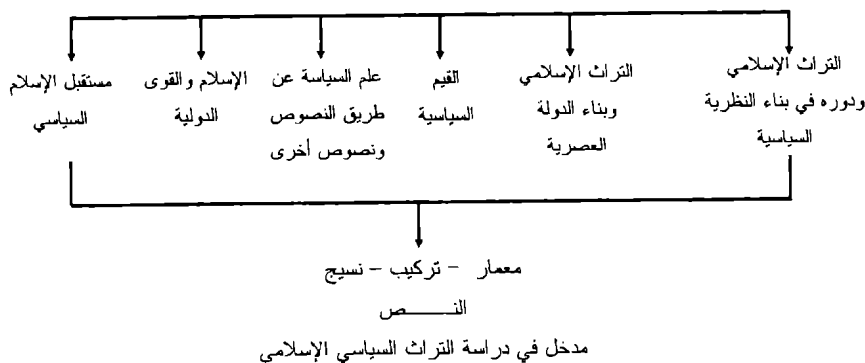 التراث الإسلامي
ودوره في بناء النظرية
السياسية
التراث الإسلامي
وبناء الدولة
العصرية
القيم
السياسية
علم السياسة عن
طريق النصوص
ونصوص أخرى
الإسلام والقوى
الدولية
مستقبل الإسلام
السياسي
معمار - تركيب - نسيج
النـــــص
مدخل في دراسة التراث السياسي الإسلامي